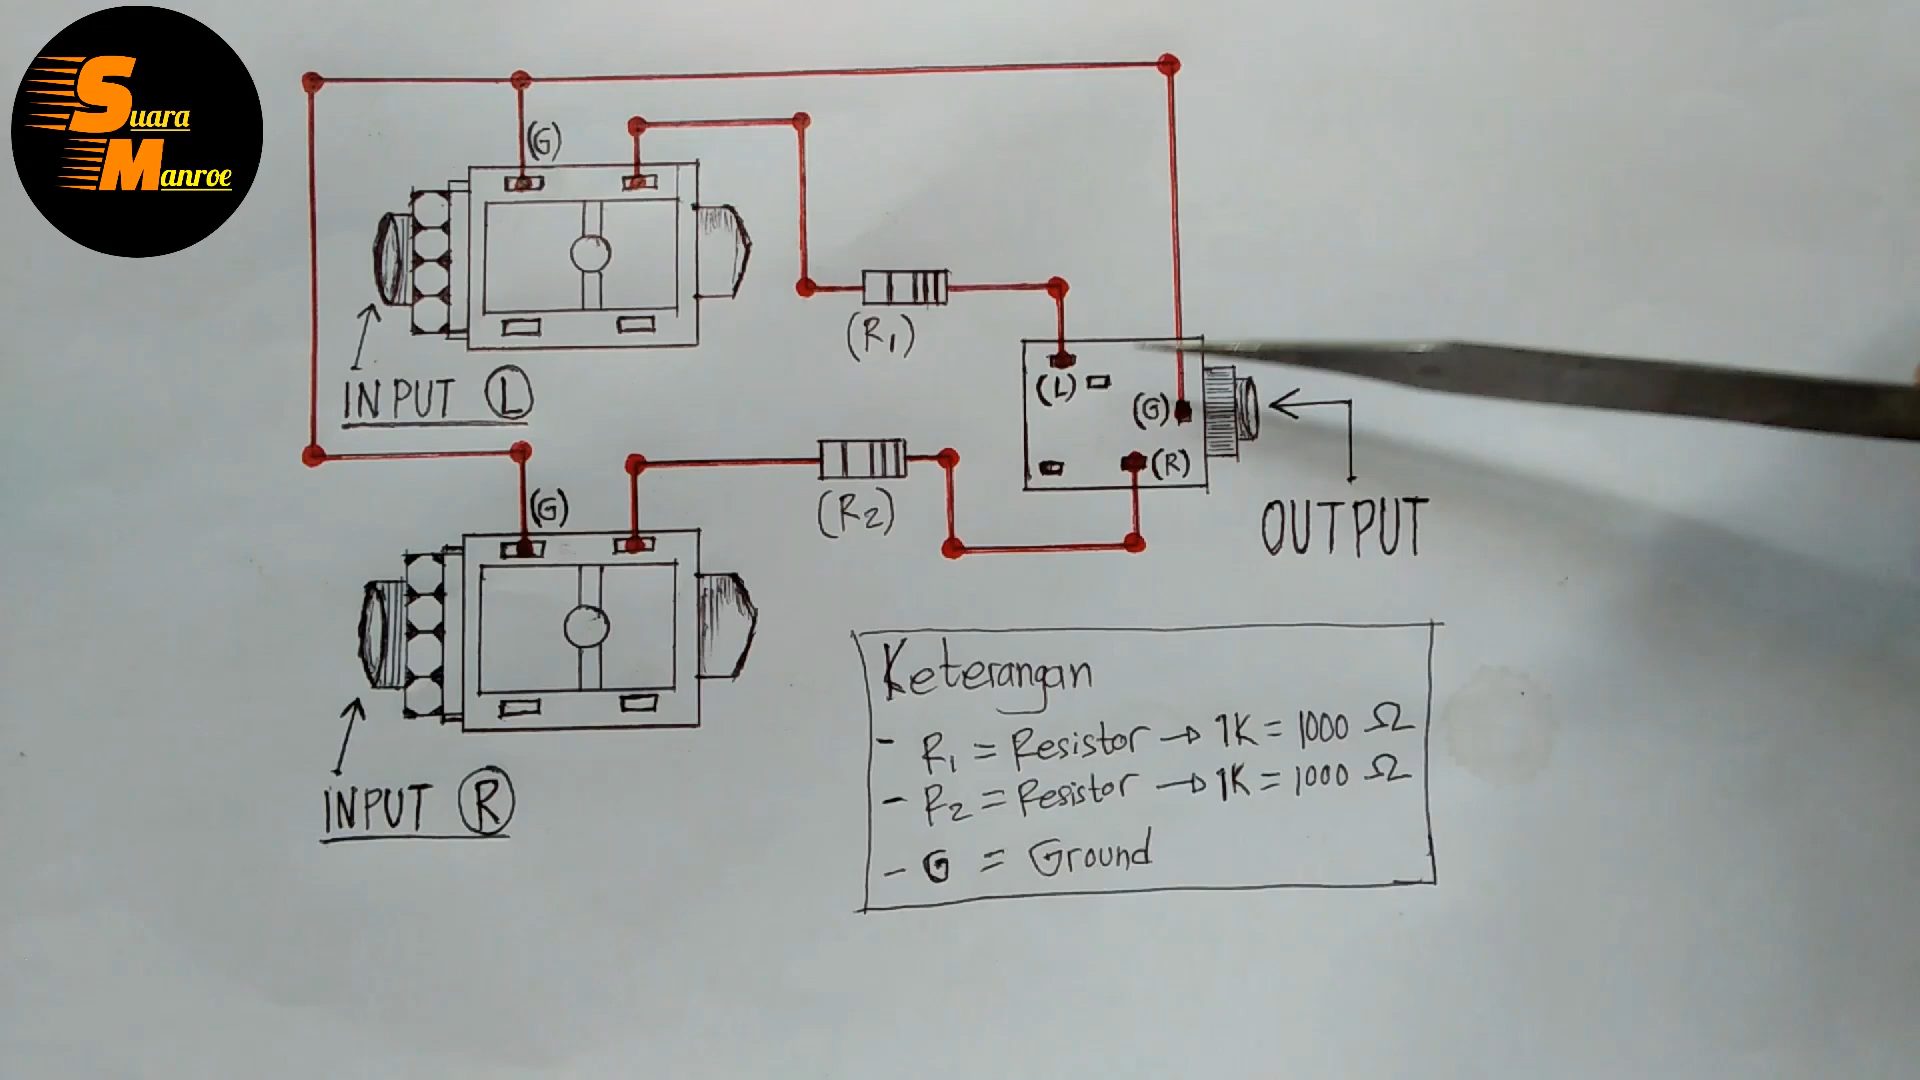 Suara
Manroe
(G)
(R1)
INPUT L
(L)
(G)
(R)
(G)
(R2)
OUTPUT
INPUT R
Keterangan
- R1 = Resistor → 1K = 1000 Ω
- R2 = Resistor → 1K = 1000 Ω
- G = Ground